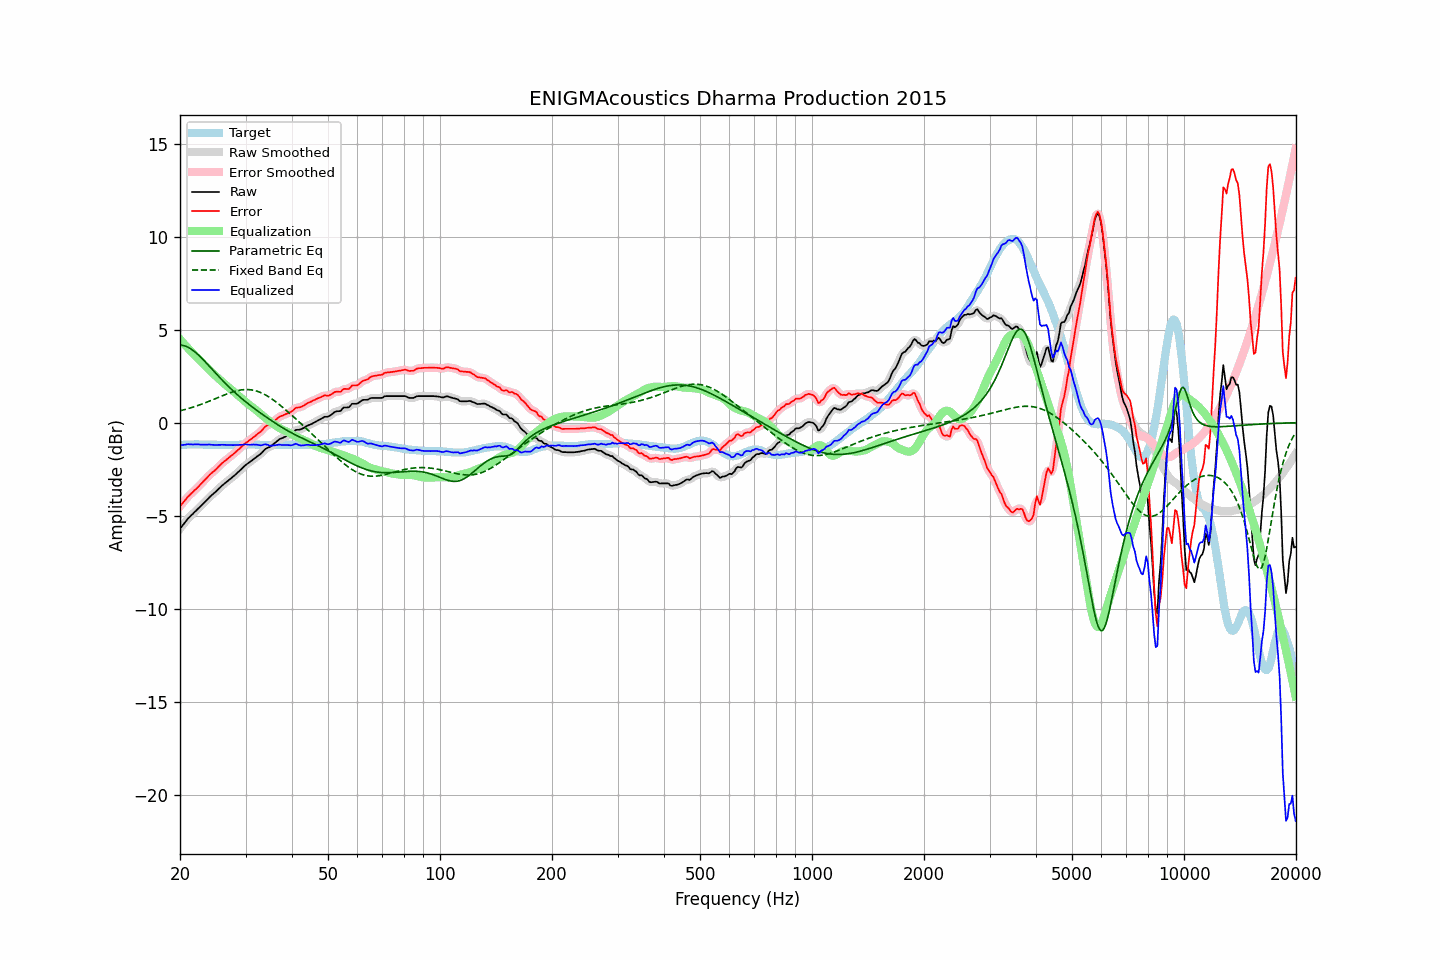 ENIGMAcoustics Dharma Production 2015
Target
Raw Smoothed
Error Smoothed
Raw
Error
Equalization
Parametric Eq
Fixed Band Eq
Equalized
15
10
5
0
−5
−10
−15
−20
Amplitude (dBr)
20
50
100
200
500
1000
2000
5000
10000
20000
Frequency (Hz)